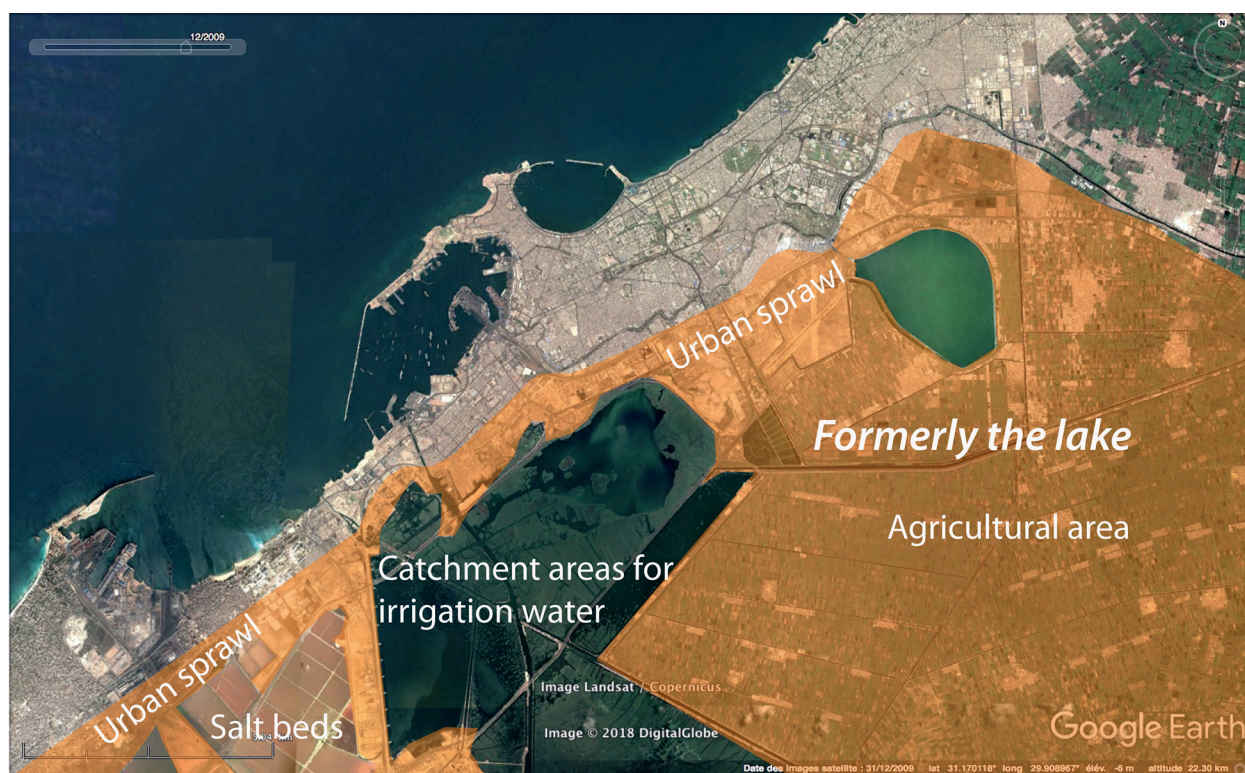 12/2009
N
Urban sprawl
Formerly the lake
Agricultural area
Catchment areas for
irrigation water
Urban sprawl
Salt beds
Image Landsat / Copernicus
Image © 2018 DigitalGlobe
Google Earth
Date des images satellite : 31/12/2009 lat 31.170118° long 29.908967° élév. -6 m altitude 22.30 km